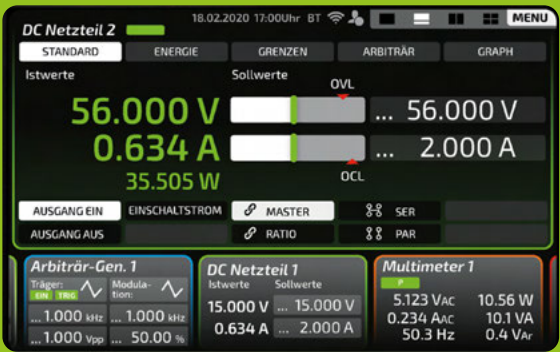 DC Netzteil 2
18.02.2020 17:00Uhr BT
MENU
STANDARD ENERGIE GRENZEN ARBITRÄR GRAPH
Istwerte Sollwerte
OVL
56.000 V ... 56.000 V
0.634 A ... 2.000 A
35.505 W OCL
AUSGANG EIN EINSCHALTSTROM MASTER SER
AUSGANG AUS RATIO PAR
Arbiträr-Gen. 1
Träger: Modula-
EIN TRIG tion:
... 1.000 kHz ... 1.000 kHz
... 1.000 Vpp ... 50.00 %
DC Netzteil 1
Istwerte Sollwerte
15.000 V ... 15.000 V
0.634 A ... 2.000 A
Multimeter 1
P
5.123 VAC 10.56 W
0.234 AAC 10.1 VA
50.3 Hz 0.4 VAr